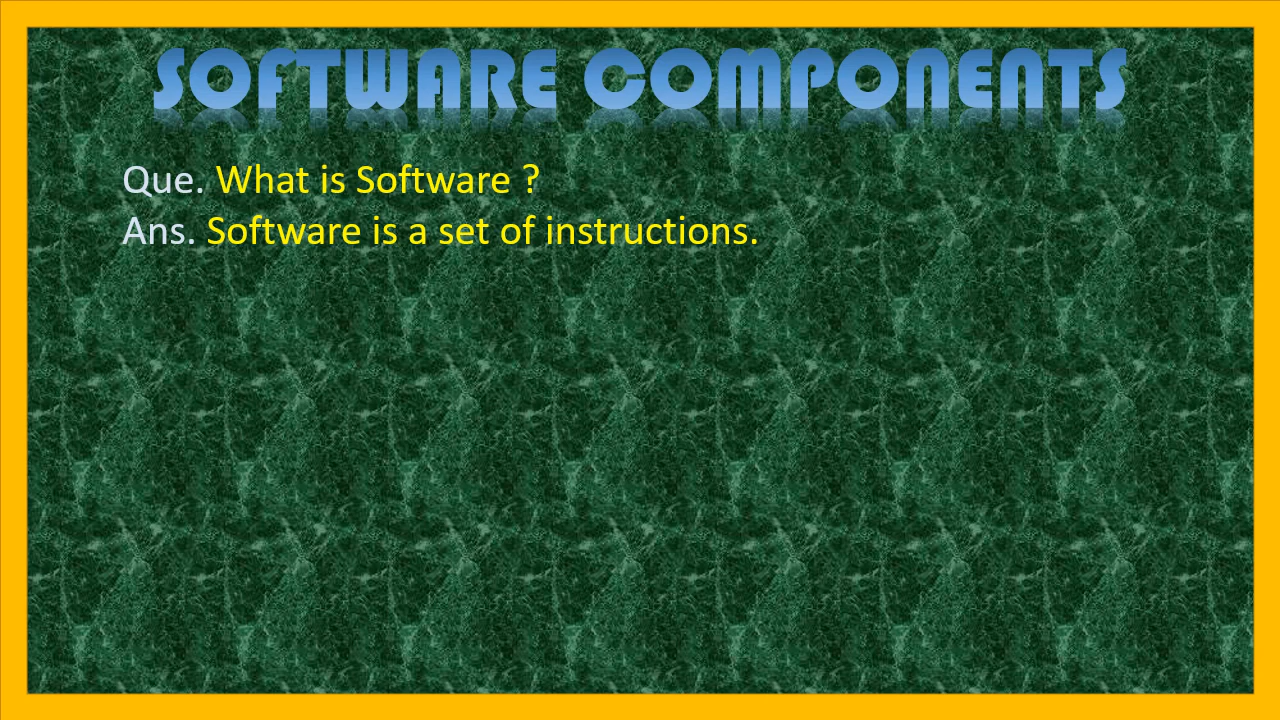 SOFTWARE COMPONENTS
Que. What is Software ?
Ans. Software is a set of instructions.